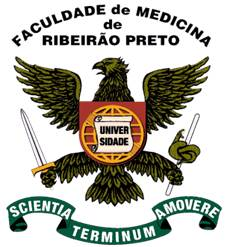 FACULDADE de MEDICINA
de
RIBEIRÃO PRETO
UNIVER
SIDADE
SCIENTIA TERMINUM AMOVERE